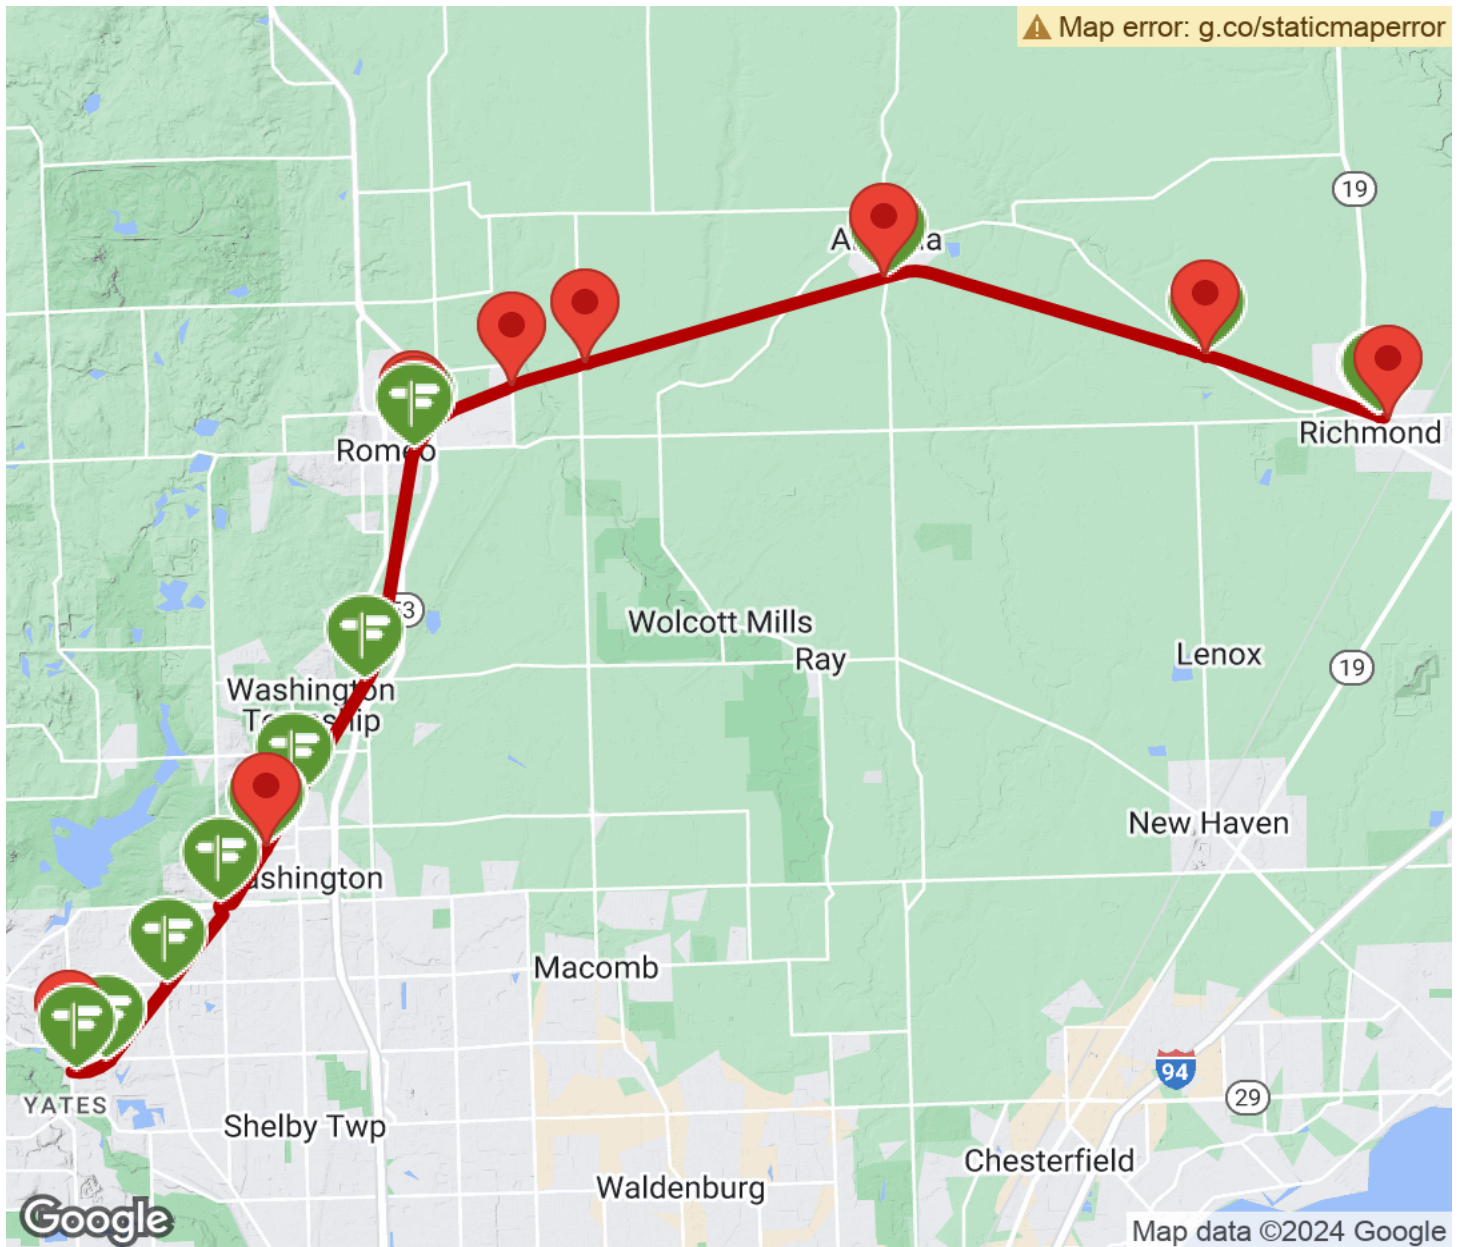 Map error: g.co/staticmaperror
19
Romeo
Richmond
Wolcott Mills
Ray
Lenox
19
Washington
Township
New Haven
Macomb
94
29
YATES
Shelby Twp
Chesterfield
Waldenburg
Google
Map data ©2024 Google